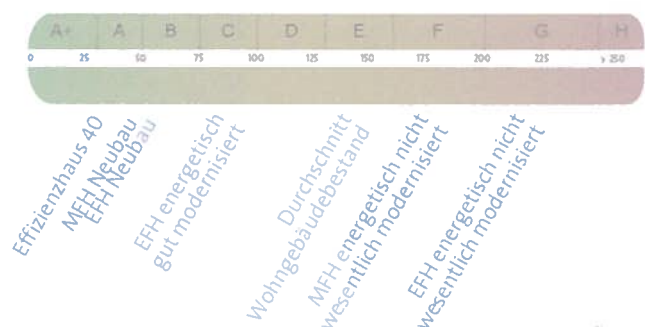 A+ A B C D E F G H
0 25 50 75 100 125 150 175 200 225 > 250
Effizienzhaus 40
MFH Neubau
EFH Neubau
EFH energetisch
gut modernisiert
Durchschnitt
Wohngebäudebestand
MFH energetisch nicht
wesentlich modernisiert
EFH energetisch nicht
wesentlich modernisiert